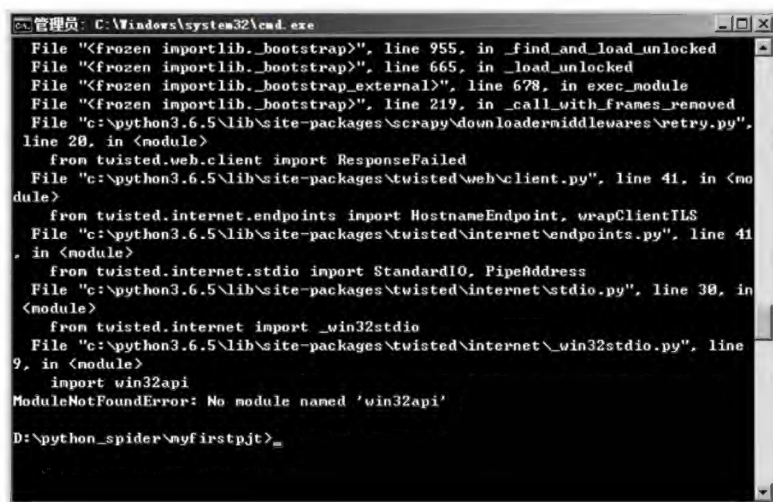 管理员: C:\Windows\system32\cmd.exe
File "<frozen importlib._bootstrap>", line 955, in _find_and_load_unlocked
File "<frozen importlib._bootstrap>", line 665, in _load_unlocked
File "<frozen importlib._bootstrap_external>", line 678, in exec_module
File "<frozen importlib._bootstrap>", line 219, in _call_with_frames_removed
File "c:\python3.6.5\lib\site-packages\scrapy\downloadermiddlewares\retry.py",
line 20, in <module>
from twisted.web.client import ResponseFailed
File "c:\python3.6.5\lib\site-packages\twisted\web\client.py", line 41, in <mo
dule>
from twisted.internet.endpoints import HostnameEndpoint, wrapClientTLS
File "c:\python3.6.5\lib\site-packages\twisted\internet\endpoints.py", line 41
, in <module>
from twisted.internet.stdio import StandardIO, PipeAddress
File "c:\python3.6.5\lib\site-packages\twisted\internet\stdio.py", line 30, in
<module>
from twisted.internet import _win32stdio
File "c:\python3.6.5\lib\site-packages\twisted\internet\_win32stdio.py", line
9, in <module>
import win32api
ModuleNotFoundError: No module named 'win32api'
D:\python_spider\myfirstpjt>_